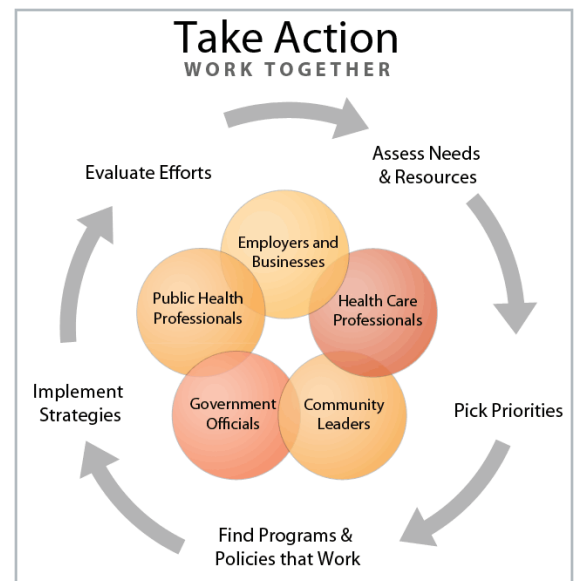 Take Action
WORK TOGETHER
Assess Needs
& Resources
Pick Priorities
Find Programs &
Policies that Work
Implement
Strategies
Evaluate Efforts
Employers and
Businesses
Health Care
Professionals
Community
Leaders
Government
Officials
Public Health
Professionals